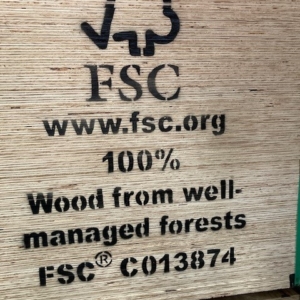 FSC
www.fsc.org
100%
Wood from well-
managed forests
FSC® C013874